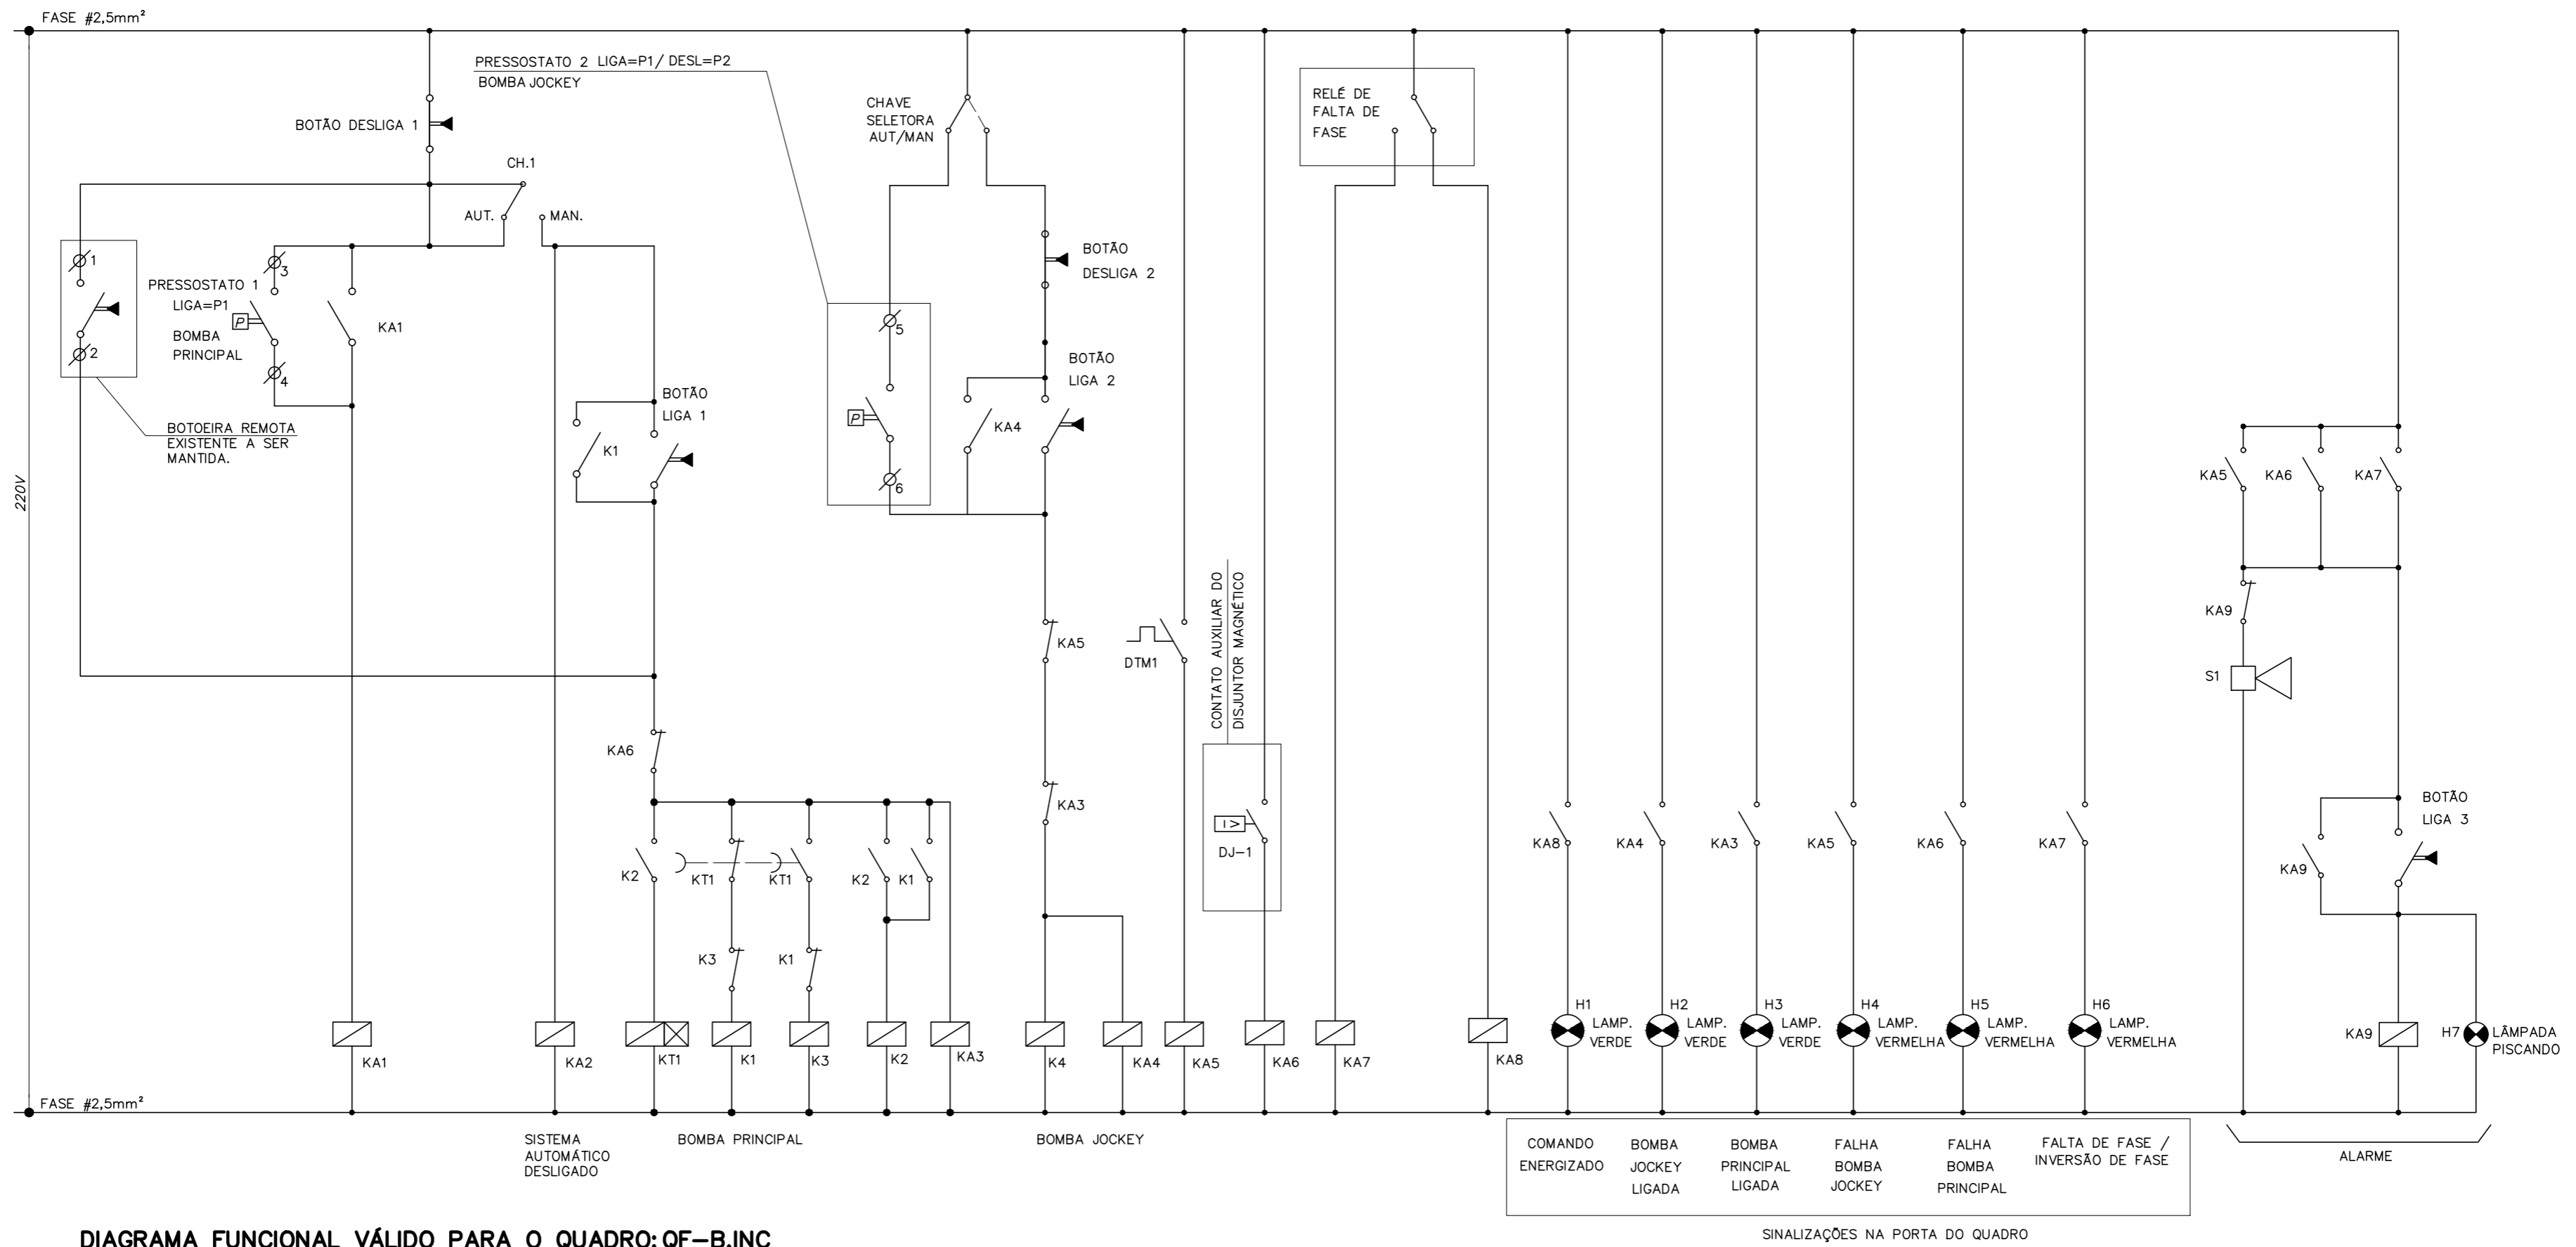 FASE #2,5mm²
PRESSOSTATO 2 LIGA=P1/ DESL=P2
BOMBA JOCKEY
BOTÃO DESLIGA 1
CH.1
AUT.
MAN.
CHAVE
SELETORA
AUT/MAN
RELÉ DE
FALTA DE
FASE
1
2
BOTOEIRA REMOTA
EXISTENTE A SER
MANTIDA.
PRESSOSTATO 1
LIGA=P1
BOMBA
PRINCIPAL
P
3
4
KA1
BOTÃO
LIGA 1
K1
5
P
6
BOTÃO
DESLIGA 2
BOTÃO
LIGA 2
KA4
220V
KA5
KA6
KA7
KA9
S1
KA6
KA5
KA3
DTM1
CONTATO AUXILIAR DO
DISJUNTOR MAGNÉTICO
I >
DJ-1
K2
KT1
KT1
K2
K1
K3
K1
KA8
KA4
KA3
KA5
KA6
KA7
BOTÃO
LIGA 3
KA9
KA1
KA2
KT1
K1
K3
K2
KA3
K4
KA4
KA5
KA6
KA7
KA8
H1
LAMP.
VERDE
H2
LAMP.
VERDE
H3
LAMP.
VERDE
H4
LAMP.
VERMELHA
H5
LAMP.
VERMELHA
H6
LAMP.
VERMELHA
KA9
H7
LÂMPADA
PISCANDO
FASE #2,5mm²
SISTEMA
AUTOMÁTICO
DESLIGADO
BOMBA PRINCIPAL
BOMBA JOCKEY
COMANDO
ENERGIZADO
BOMBA
JOCKEY
LIGADA
BOMBA
PRINCIPAL
LIGADA
FALHA
BOMBA
JOCKEY
FALHA
BOMBA
PRINCIPAL
FALTA DE FASE /
INVERSÃO DE FASE
ALARME
SINALIZAÇÕES NA PORTA DO QUADRO
DIAGRAMA FUNCIONAL VÁLIDO PARA O QUADRO: QF-B.INC